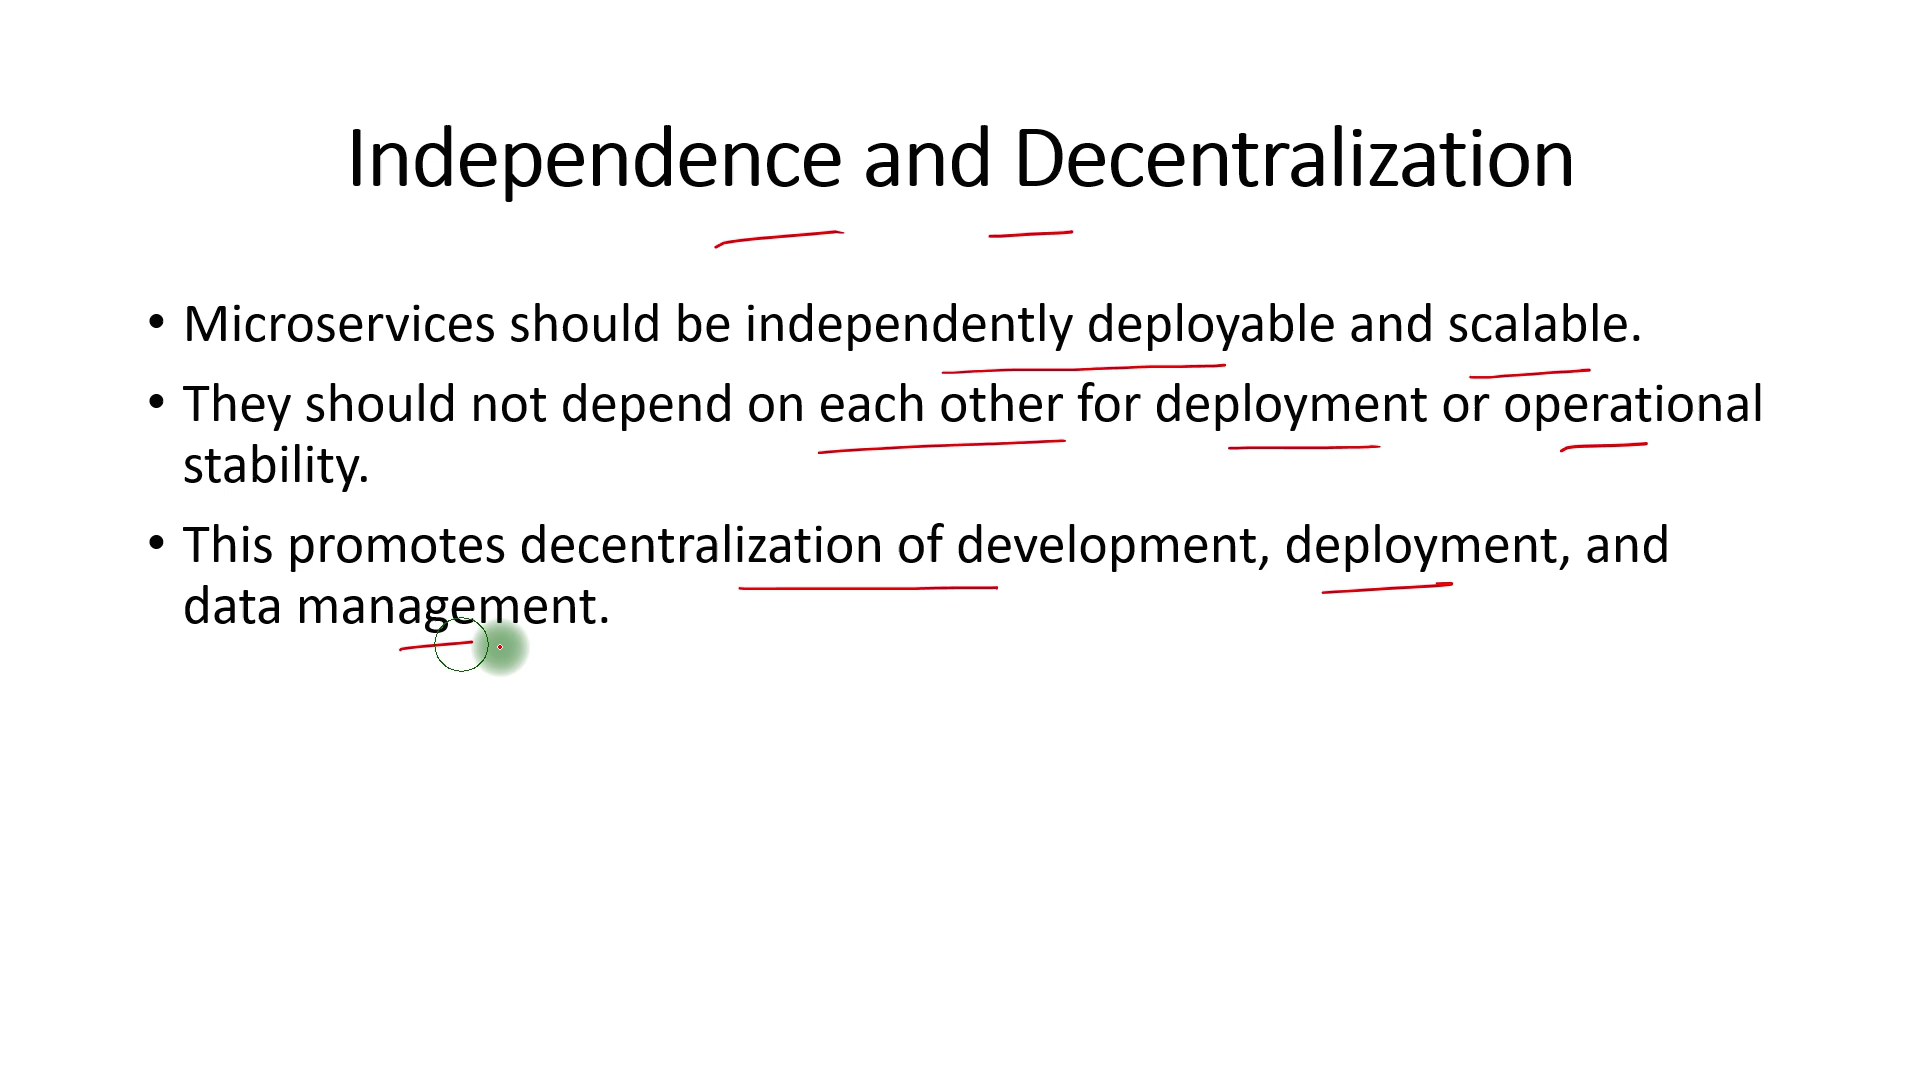 Independence and Decentralization
• Microservices should be independently deployable and scalable.
• They should not depend on each other for deployment or operational
stability.
• This promotes decentralization of development, deployment, and
data management.